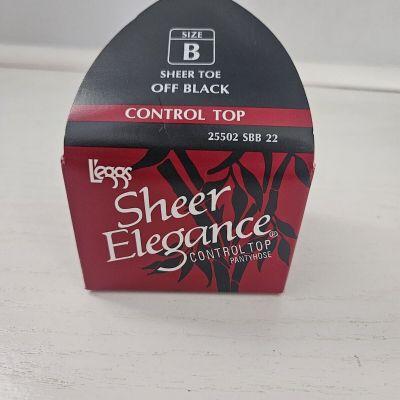 SIZE
B
SHEER TOE
OFF BLACK
CONTROL TOP
25502 SBB 22
L'eggs
Sheer
Elegance®
CONTROL TOP
PANTYHOSE